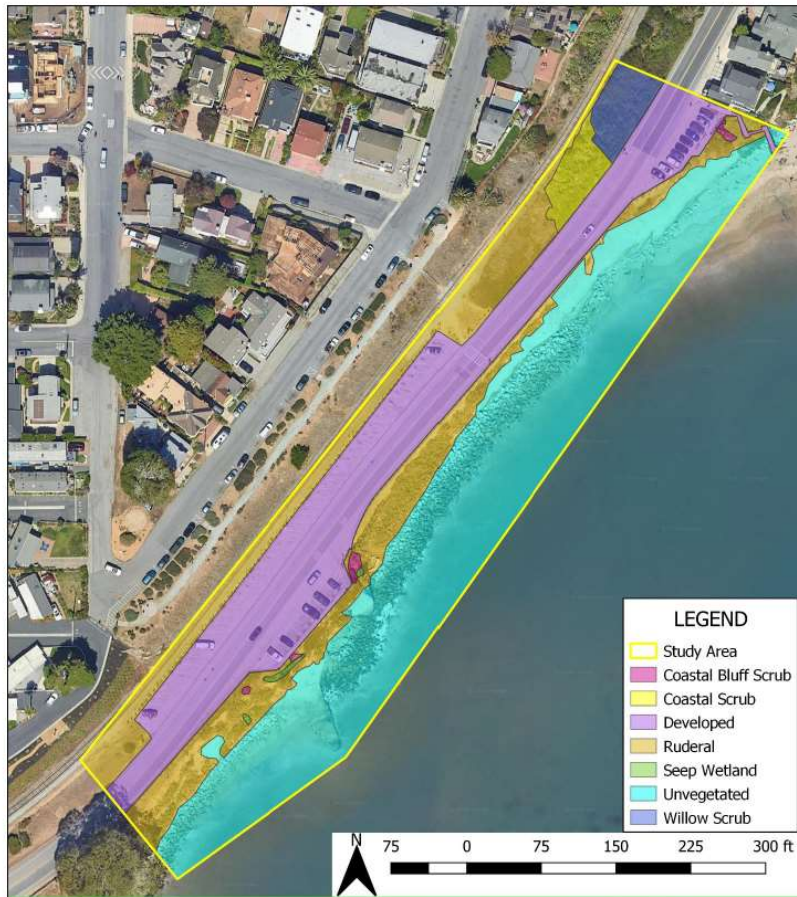 LEGEND
Study Area
Coastal Bluff Scrub
Coastal Scrub
Developed
Ruderal
Seep Wetland
Unvegetated
Willow Scrub
N
75 0 75 150 225 300 ft